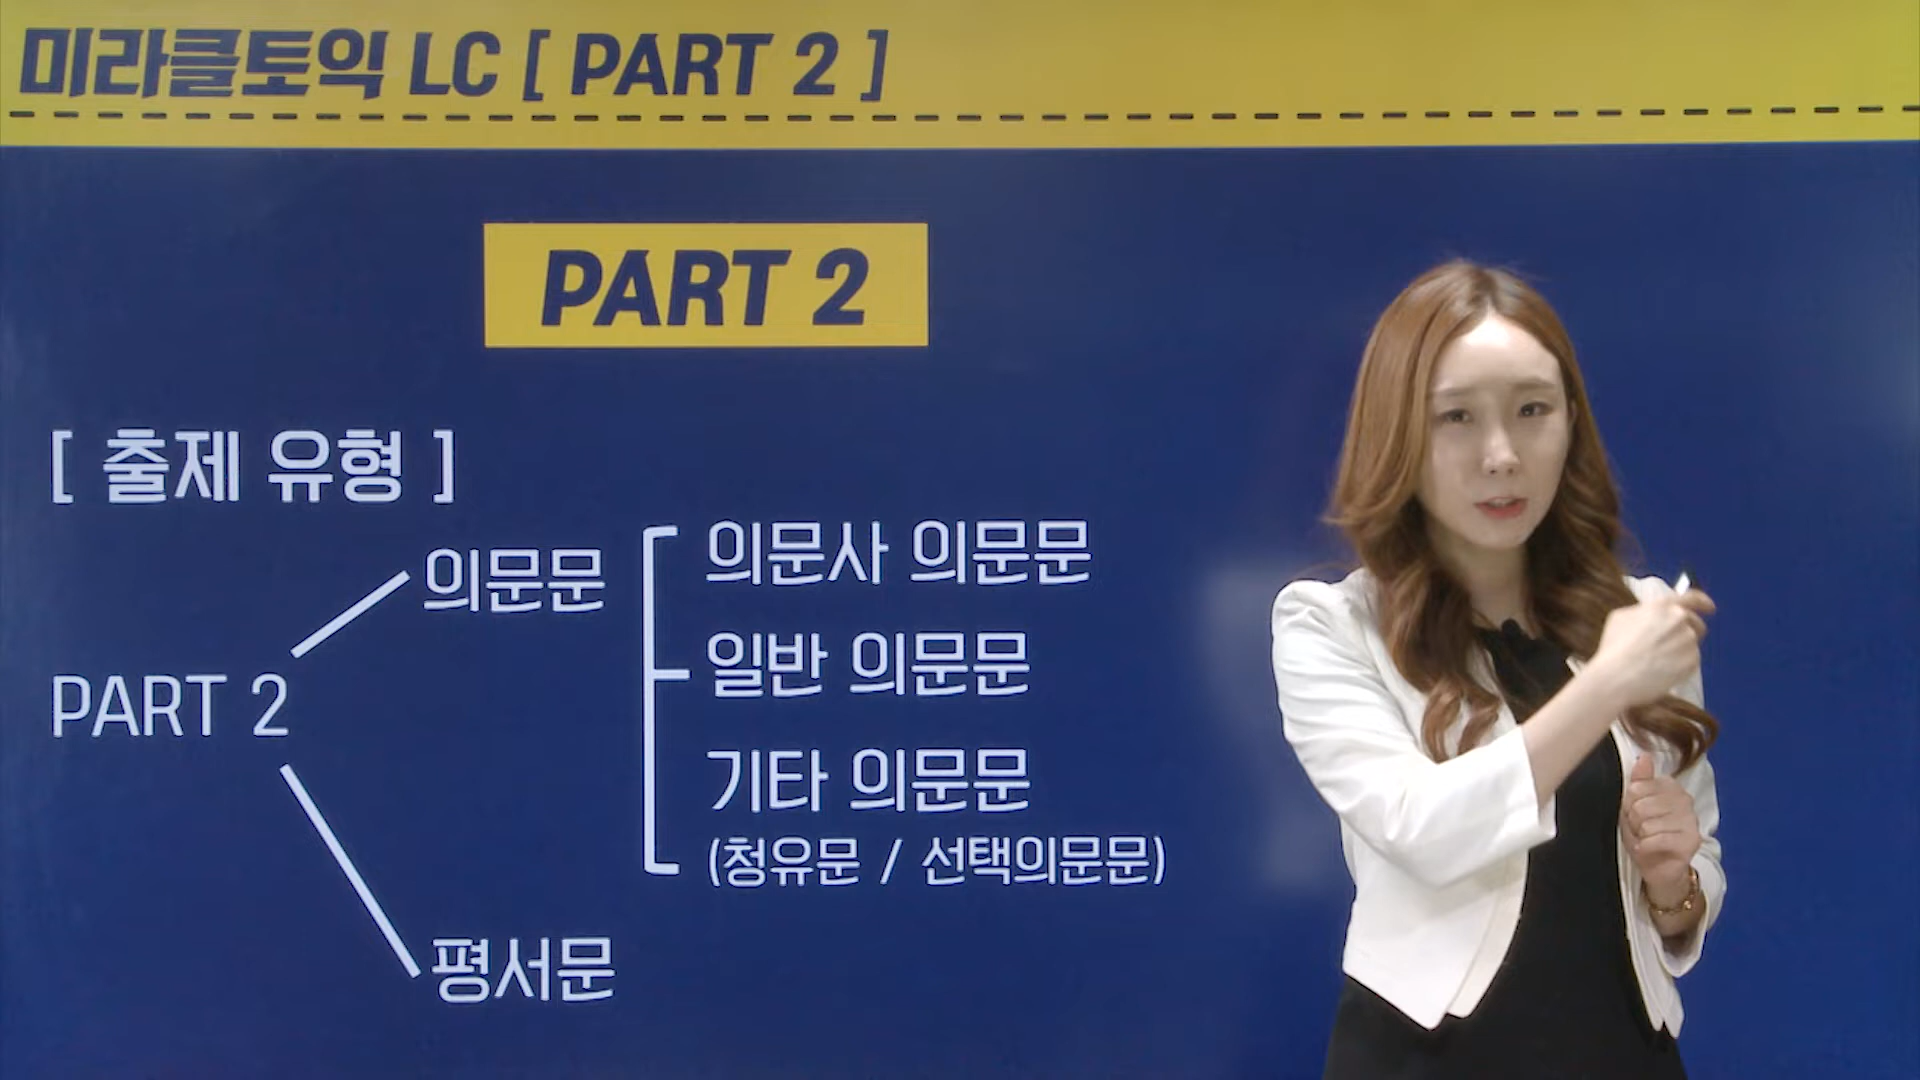 미라클토익 LC [ PART 2 ]
PART 2
[ 출제 유형 ]
의문문
의문사 의문문
일반 의문문
PART 2
기타 의문문
(청유문 / 선택의문문)
평서문